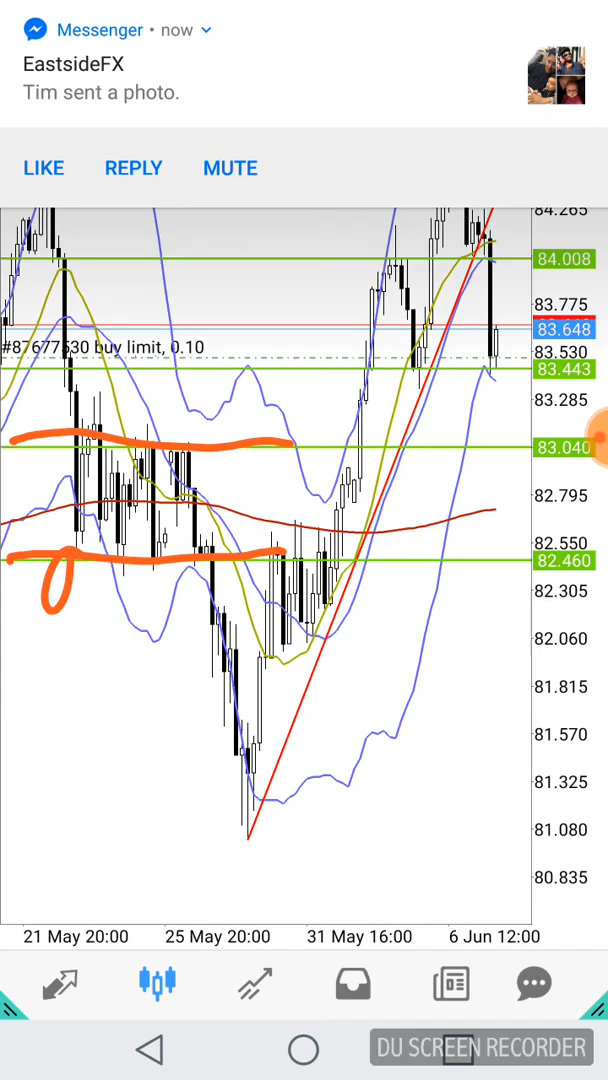 Messenger • now
EastsideFX
Tim sent a photo.
LIKE REPLY MUTE
84.265
84.008
83.775
83.648
#87677530 buy limit, 0.10
83.530
83.443
83.285
83.040
82.795
82.550
82.460
82.305
82.060
81.815
81.570
81.325
81.080
80.835
21 May 20:00 25 May 20:00 31 May 16:00 6 Jun 12:00
DU SCREEN RECORDER